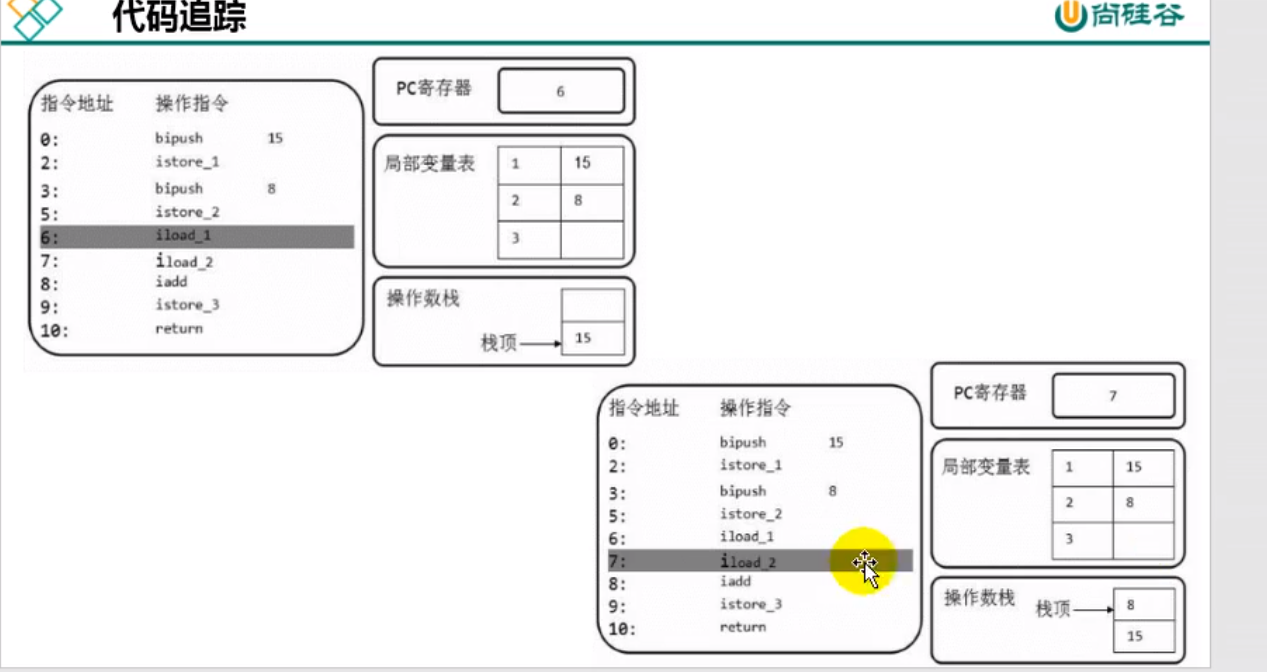 代码追踪
尚硅谷
指令地址 操作指令
0: bipush 15
2: istore_1
3: bipush 8
5: istore_2
6: iload_1
7: iload_2
8: iadd
9: istore_3
10: return
PC寄存器 6
局部变量表 1 15
2 8
3
操作数栈
栈顶 15
指令地址 操作指令
0: bipush 15
2: istore_1
3: bipush 8
5: istore_2
6: iload_1
7: iload_2
8: iadd
9: istore_3
10: return
PC寄存器 7
局部变量表 1 15
2 8
3
操作数栈 栈顶 8
15